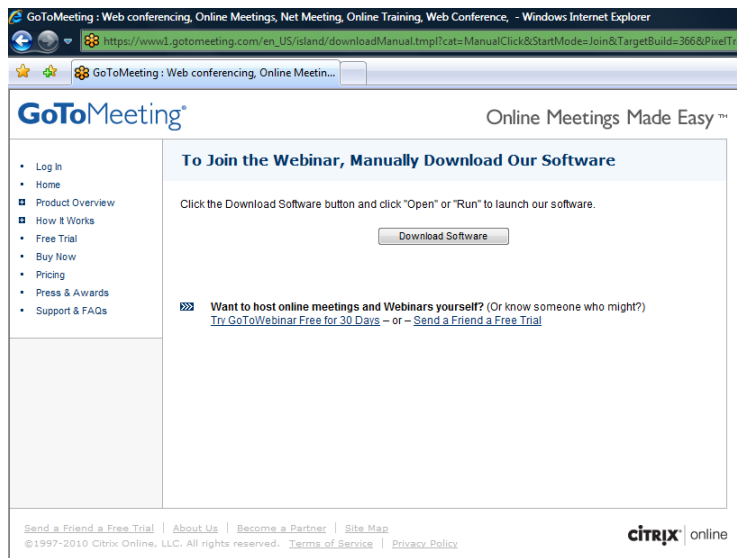 GoToMeeting : Web conferencing, Online Meetings, Net Meeting, Online Training, Web Conference, - Windows Internet Explorer
https://www1.gotomeeting.com/en_US/island/downloadManual.tmpl?cat=ManualClick&StartMode=Join&TargetBuild=366&PixelTr
GoToMeeting : Web conferencing, Online Meetin...
GoToMeeting®
Online Meetings Made Easy ™
Log In
Home
Product Overview
How It Works
Free Trial
Buy Now
Pricing
Press & Awards
Support & FAQs
To Join the Webinar, Manually Download Our Software
Click the Download Software button and click "Open" or "Run" to launch our software.
Download Software
Want to host online meetings and Webinars yourself? (Or know someone who might?)
Try GoToWebinar Free for 30 Days – or – Send a Friend a Free Trial
Send a Friend a Free Trial | About Us | Become a Partner | Site Map
©1997-2010 Citrix Online, LLC. All rights reserved. Terms of Service | Privacy Policy
CITRIX® online